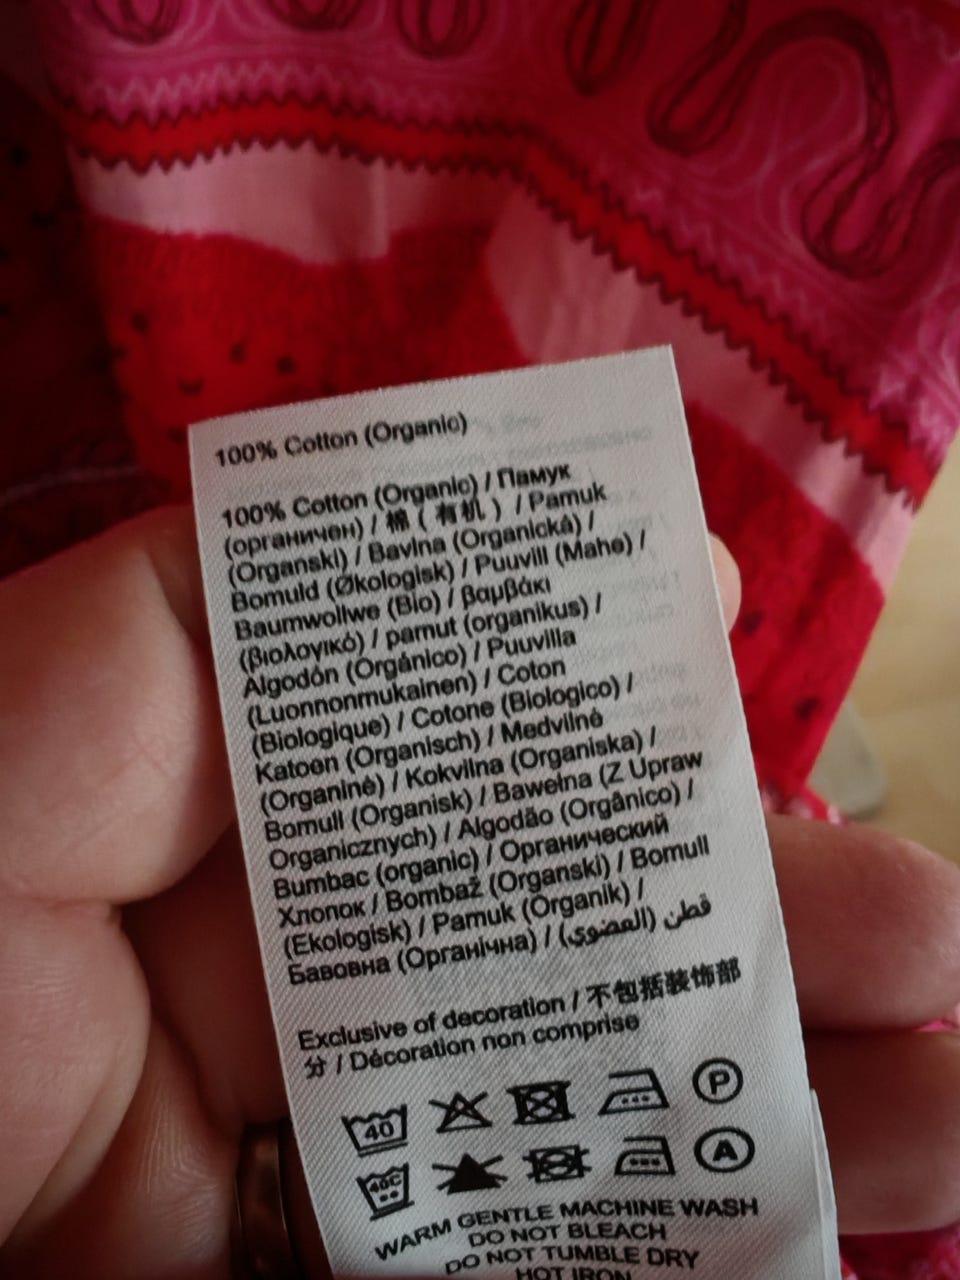 100% Cotton (Organic)
100% Cotton (Organic) / Памук
(органичен) / 棉 ( 有机 ) / Pamuk
(Organski) / Bavlna (Organická) /
Bomuld (Økologisk) / Puuvill (Mahe) /
Baumwollwe (Bio) / βαμβάκι
(βιολογικό) / pamut (organikus) /
Algodón (Orgánico) / Puuvilla
(Luonnonmukainen) / Coton
(Biologique) / Cotone (Biologico) /
Katoen (Organisch) / Medvilnė
(Organinė) / Kokvilna (Organiska) /
Bomull (Organisk) / Bawełna (Z Upraw
Organicznych) / Algodão (Orgânico) /
Bumbac (organic) / Органический
Хлопок / Bombaž (Organski) / Bomull
(Ekologisk) / Pamuk (Organik) /
Бавовна (Органічна) / قطن (العضوي)
Exclusive of decoration / 不包括装饰部
分 / Décoration non comprise
40 P
40C A
WARM GENTLE MACHINE WASH
DO NOT BLEACH
DO NOT TUMBLE DRY
HOT IRON